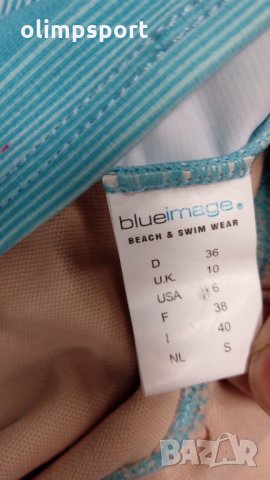 olimpsport
blueimage®
BEACH & SWIM WEAR
D 36
U.K. 10
USA 6
F 38
I 40
NL S
BAZAR